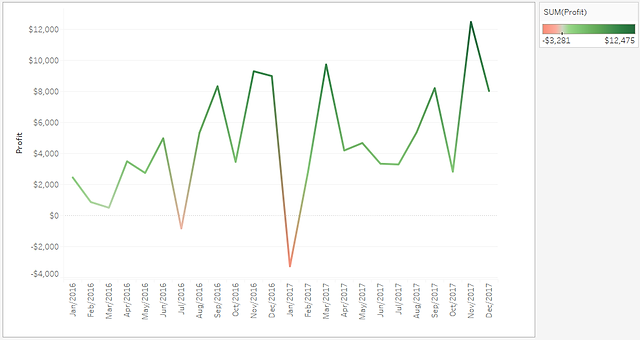 SUM(Profit)
-$3,281 $12,475
Profit
$12,000
$10,000
$8,000
$6,000
$4,000
$2,000
$0
-$2,000
-$4,000
Jan/2016
Feb/2016
Mar/2016
Apr/2016
May/2016
Jun/2016
Jul/2016
Aug/2016
Sep/2016
Oct/2016
Nov/2016
Dec/2016
Jan/2017
Feb/2017
Mar/2017
Apr/2017
May/2017
Jun/2017
Jul/2017
Aug/2017
Sep/2017
Oct/2017
Nov/2017
Dec/2017